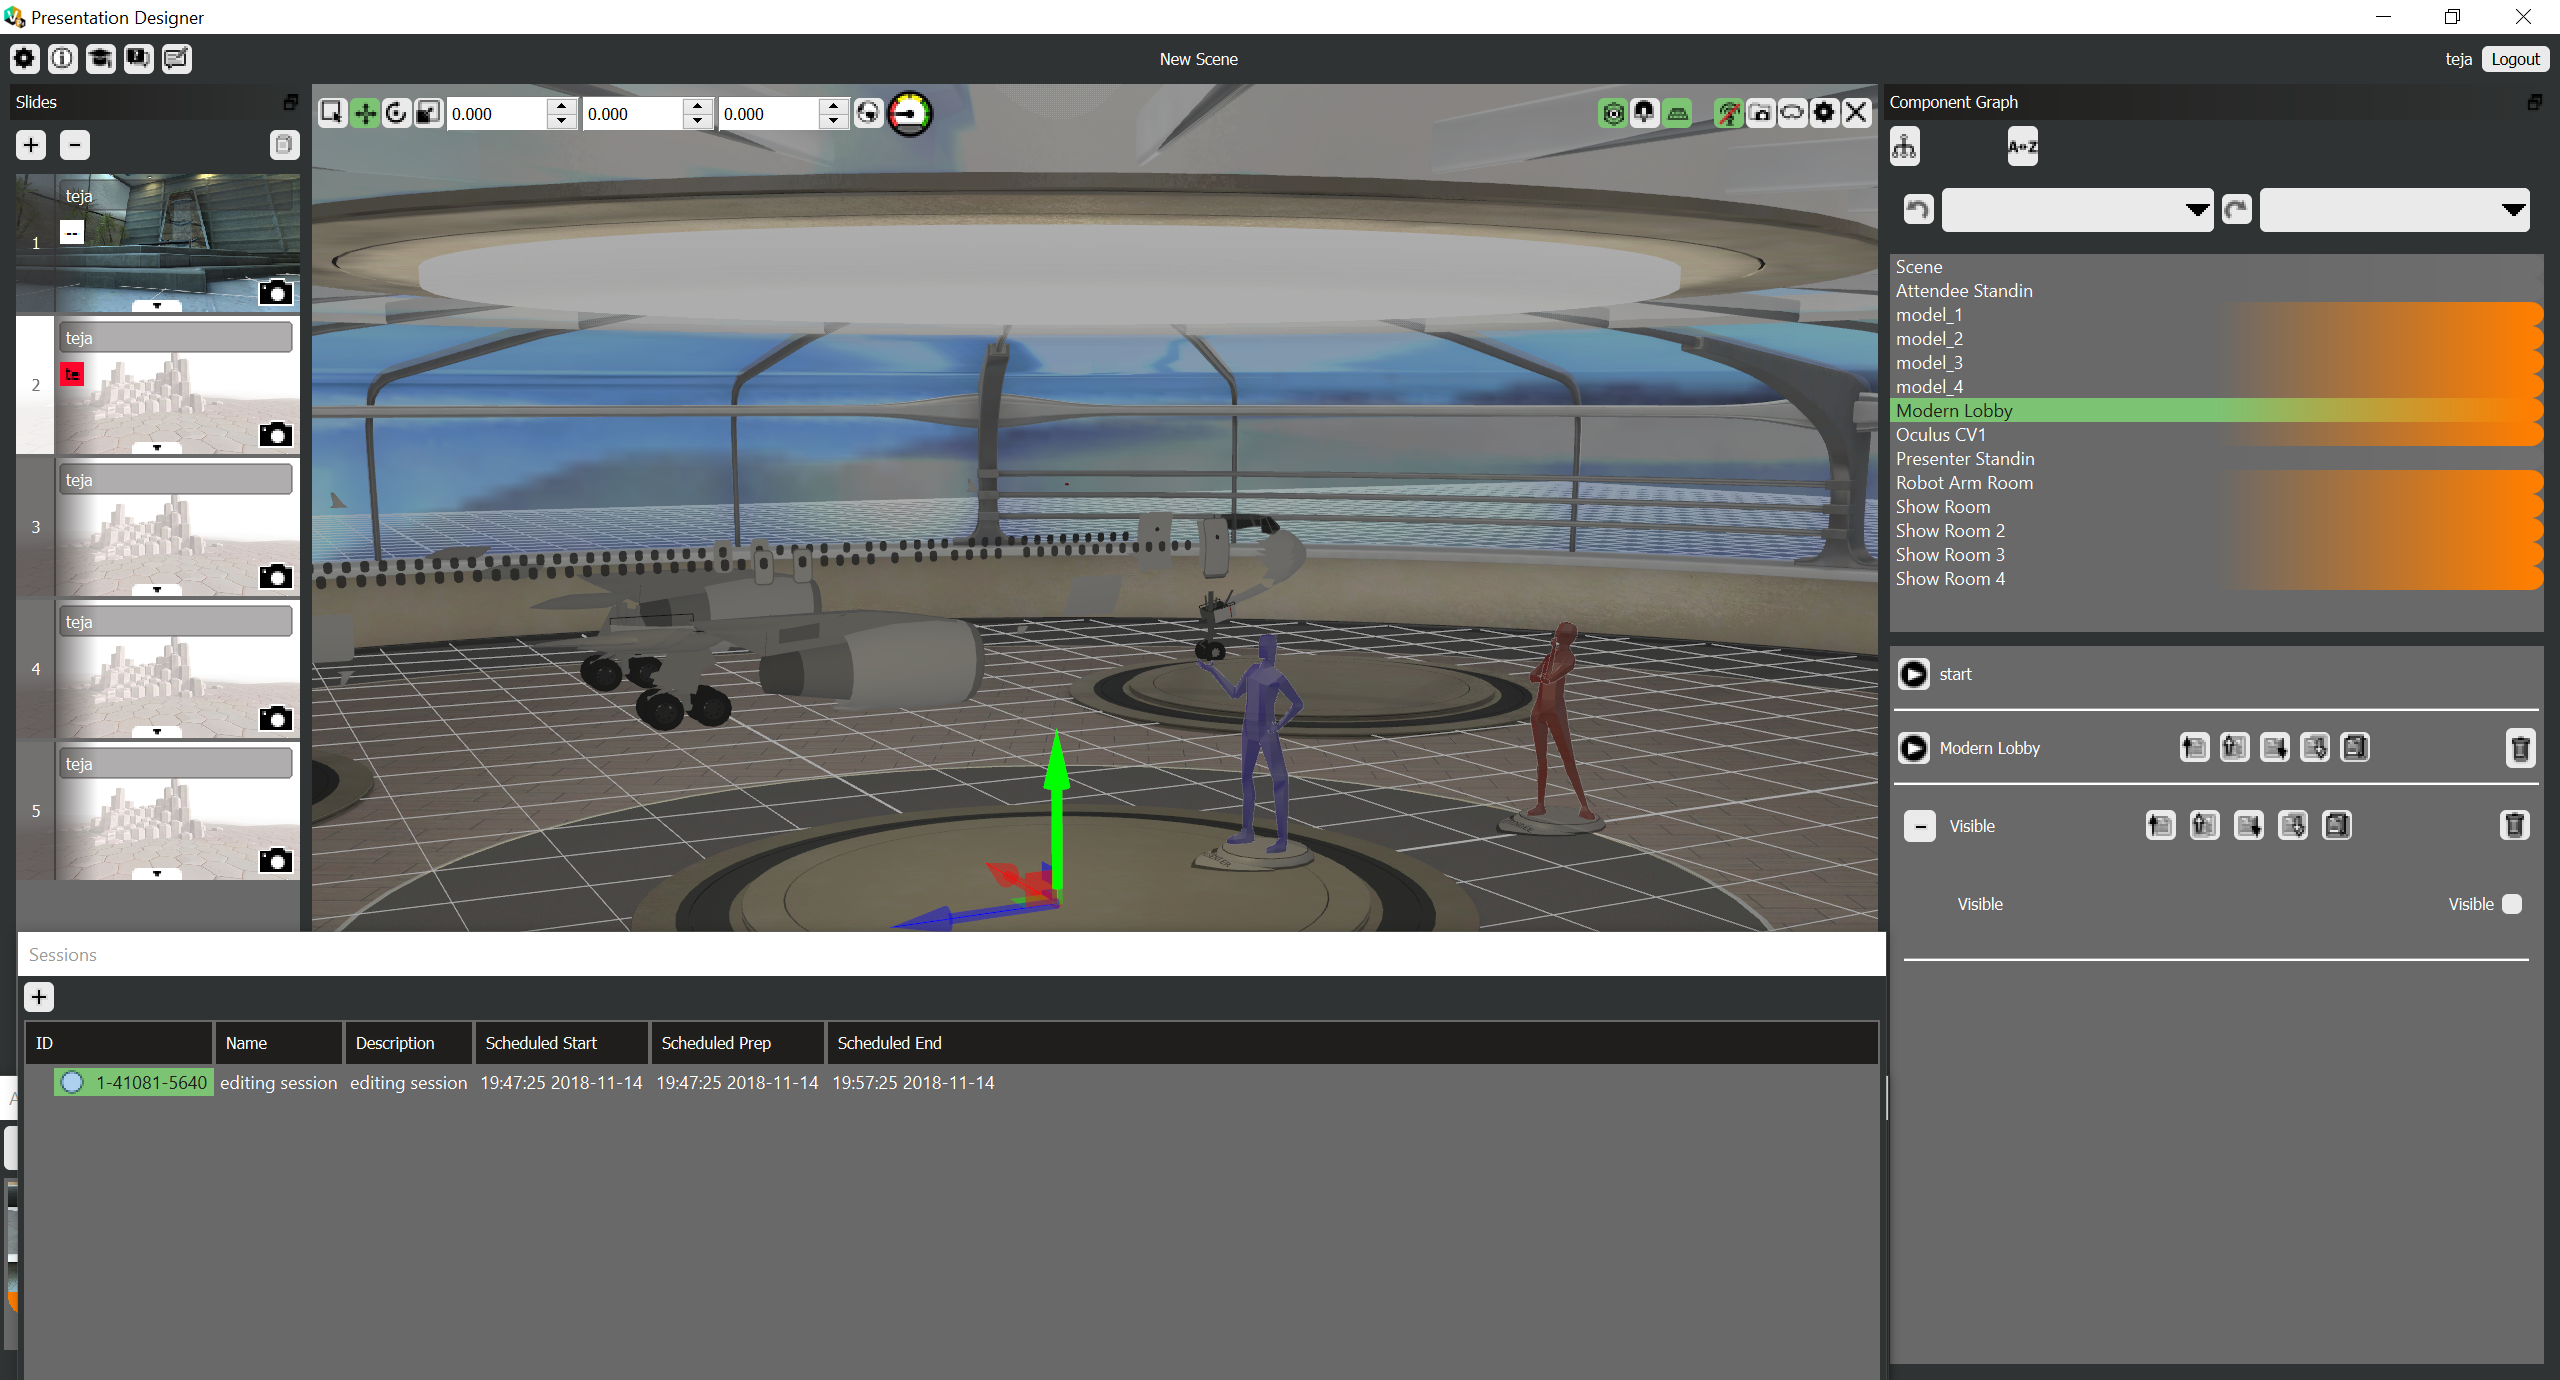 Presentation Designer
New Scene
teja
Logout
Slides
0.000
0.000
0.000
Component Graph
A↔Z
1
teja
--
2
teja
te
3
teja
4
teja
5
teja
Scene
Attendee Standin
model_1
model_2
model_3
model_4
Modern Lobby
Oculus CV1
Presenter Standin
Robot Arm Room
Show Room
Show Room 2
Show Room 3
Show Room 4
start
Modern Lobby
Visible
Visible
Visible
Sessions
ID
Name
Description
Scheduled Start
Scheduled Prep
Scheduled End
1-41081-5640
editing session
editing session
19:47:25 2018-11-14
19:47:25 2018-11-14
19:57:25 2018-11-14